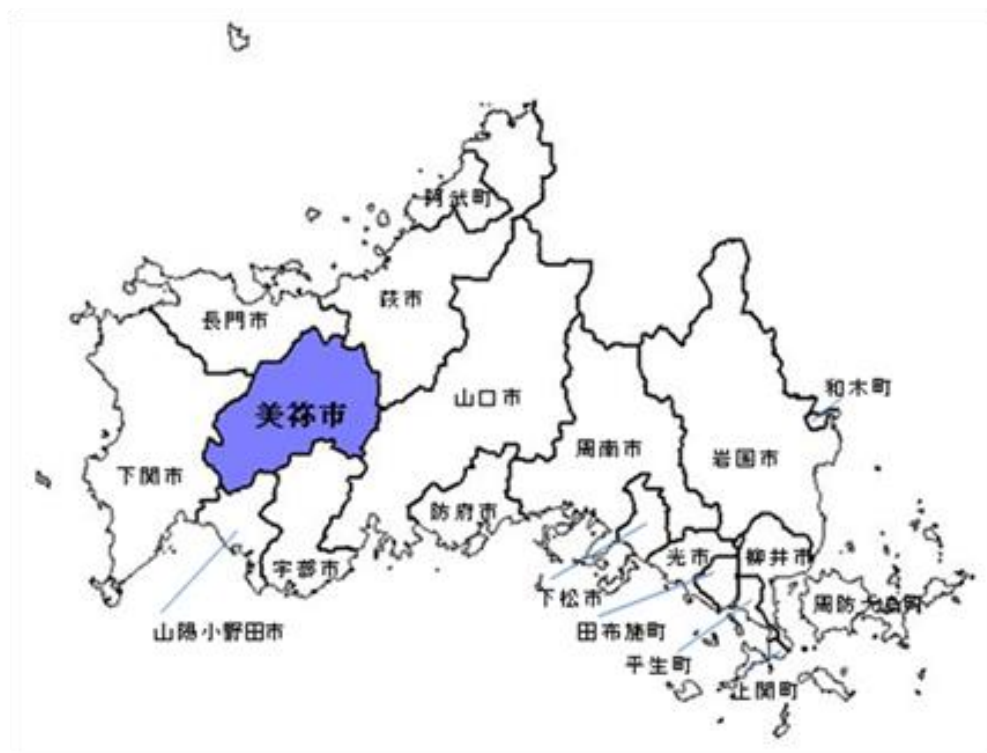 阿武町
萩市
長門市
美祢市
山口市
和木町
下関市
周南市
岩国市
防府市
宇部市
光市
柳井市
下松市
周防大島町
山陽小野田市
田布施町
平生町
上関町